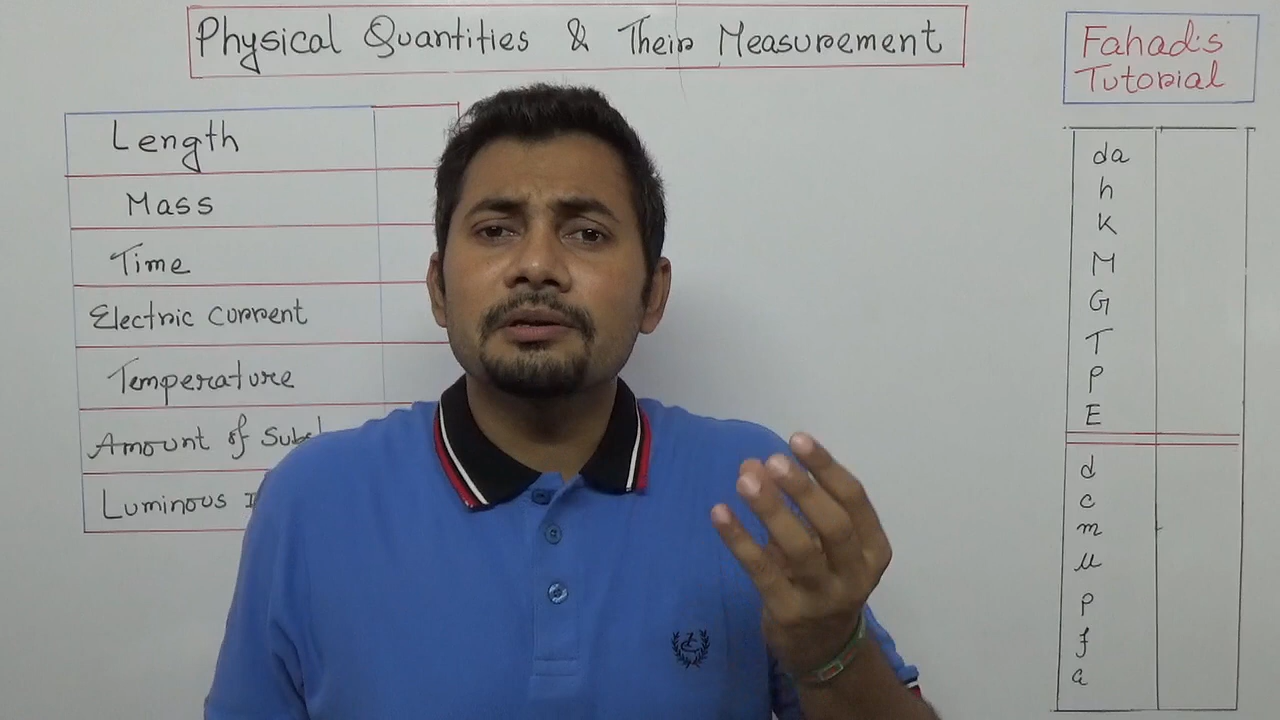 Physical Quantities & Their Measurement
Fahad's
Tutorial
Length
Mass
Time
Electric current
Temperature
Amount of
Luminous
da
h
K
M
G
T
P
E
d
c
m
μ
p
f
a